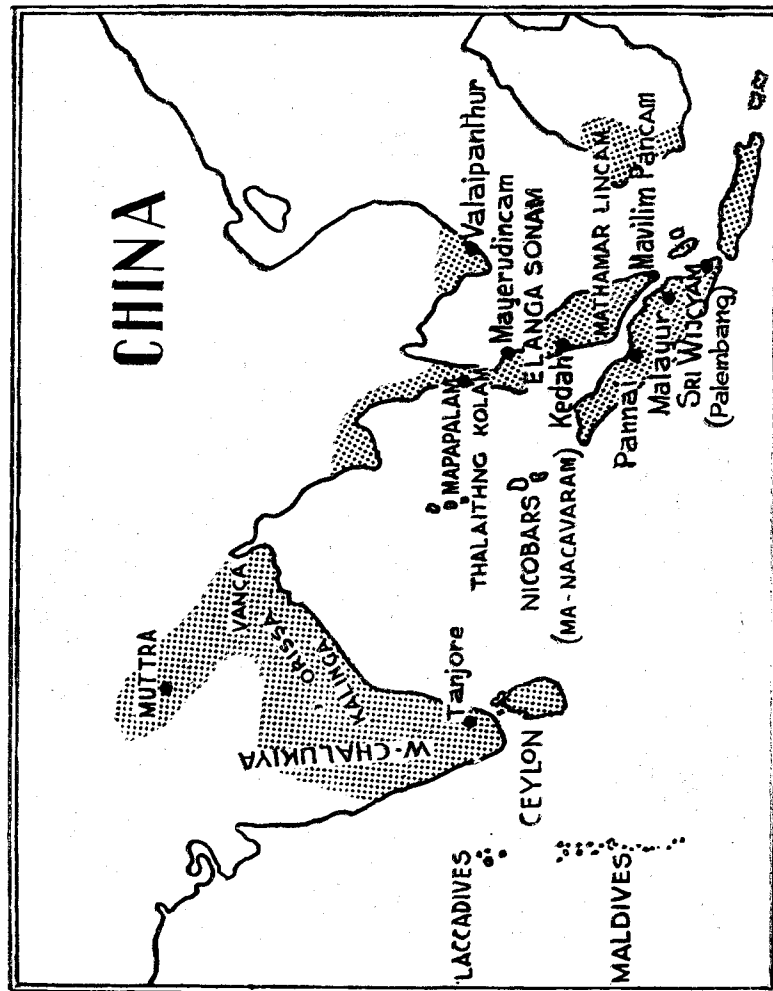 CHINA
MUTTRA
VANCA
ORISSA
KALINGA
W-CHALUKIYA
Tanjore
CEYLON
LACCADIVES
MALDIVES
MAPAPALAM
THALAITHNG KOLAM
NICOBARS
(MA-NACAVARAM)
Valaipanthur
Mayerudincam
ELANGA SONAM
Kedah
MATHAMAR LINCAM
Mavilim Pancam
Pannai
Malayur
SRI WIJCYAM
(Palembang)